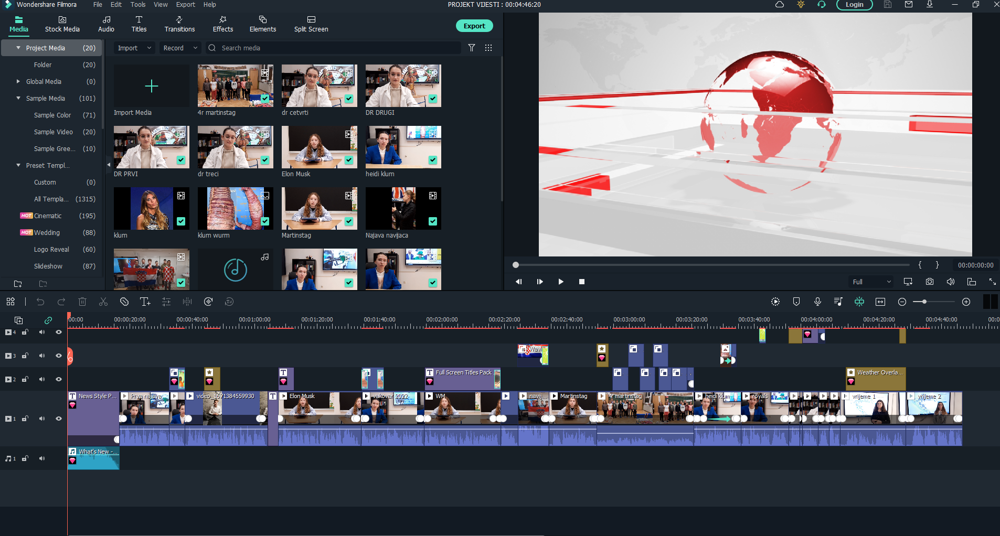 Wondershare Filmora
File Edit Tools View Export Help
PROJEKT VIJESTI : 00:04:46:20
Login
Media
Stock Media
Audio
Titles
Transitions
Effects
Elements
Split Screen
Export
Project Media (20)
Folder (20)
Global Media (0)
Sample Media (101)
Sample Color (71)
Sample Video (20)
Sample Gree... (10)
Preset Templ...
Custom (0)
All Templa... (1315)
HOT Cinematic (195)
HOT Wedding (88)
Logo Reveal (60)
Slideshow (87)
Import
Record
Search media
Import Media
4r martinstag
dr cetvrti
DR DRUGI
DR PRVI
dr treci
Elon Musk
heidi klum
klum
klum wurm
Martinstag
Najava navijaca
00:00:00:00
Full
00:00 00:00:20:00 00:00:40:00 00:01:00:00 00:01:20:00 00:01:40:00 00:02:00:00 00:02:20:00 00:02:40:00 00:03:00:00 00:03:20:00 00:03:40:00 00:04:00:00 00:04:20:00 00:04:40:00 00:0
4
3
Wavi
2
Full Screen Titles Pack
Weather Overla...
1
News Style P...
Prva najava
video_1671384559930
Elon Musk
vukovar 2022
WM
navij...
Martinstag
4r martinstag
heidi klum
royals
vrijeme 1
vrijeme 2
1
What's New -...